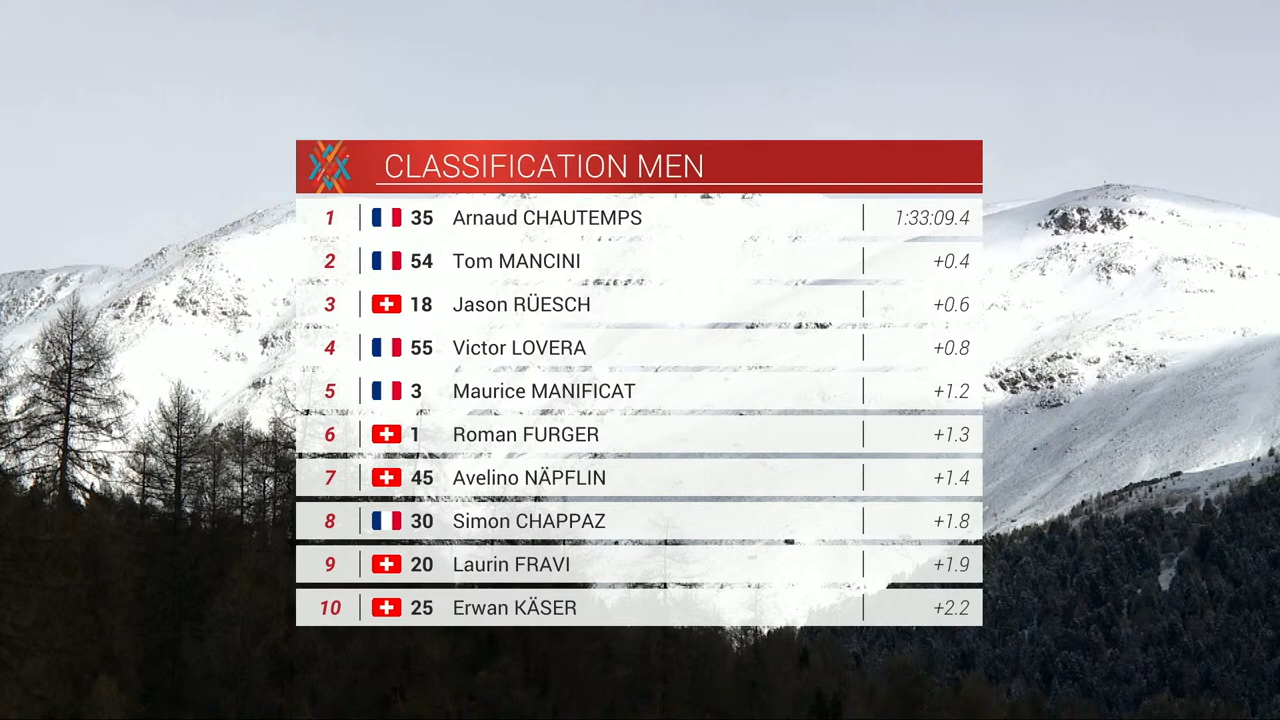 CLASSIFICATION MEN
1 35 Arnaud CHAUTEMPS 1:33:09.4
2 54 Tom MANCINI +0.4
3 18 Jason RÜESCH +0.6
4 55 Victor LOVERA +0.8
5 3 Maurice MANIFICAT +1.2
6 1 Roman FURGER +1.3
7 45 Avelino NÄPFLIN +1.4
8 30 Simon CHAPPAZ +1.8
9 20 Laurin FRAVI +1.9
10 25 Erwan KÄSER +2.2